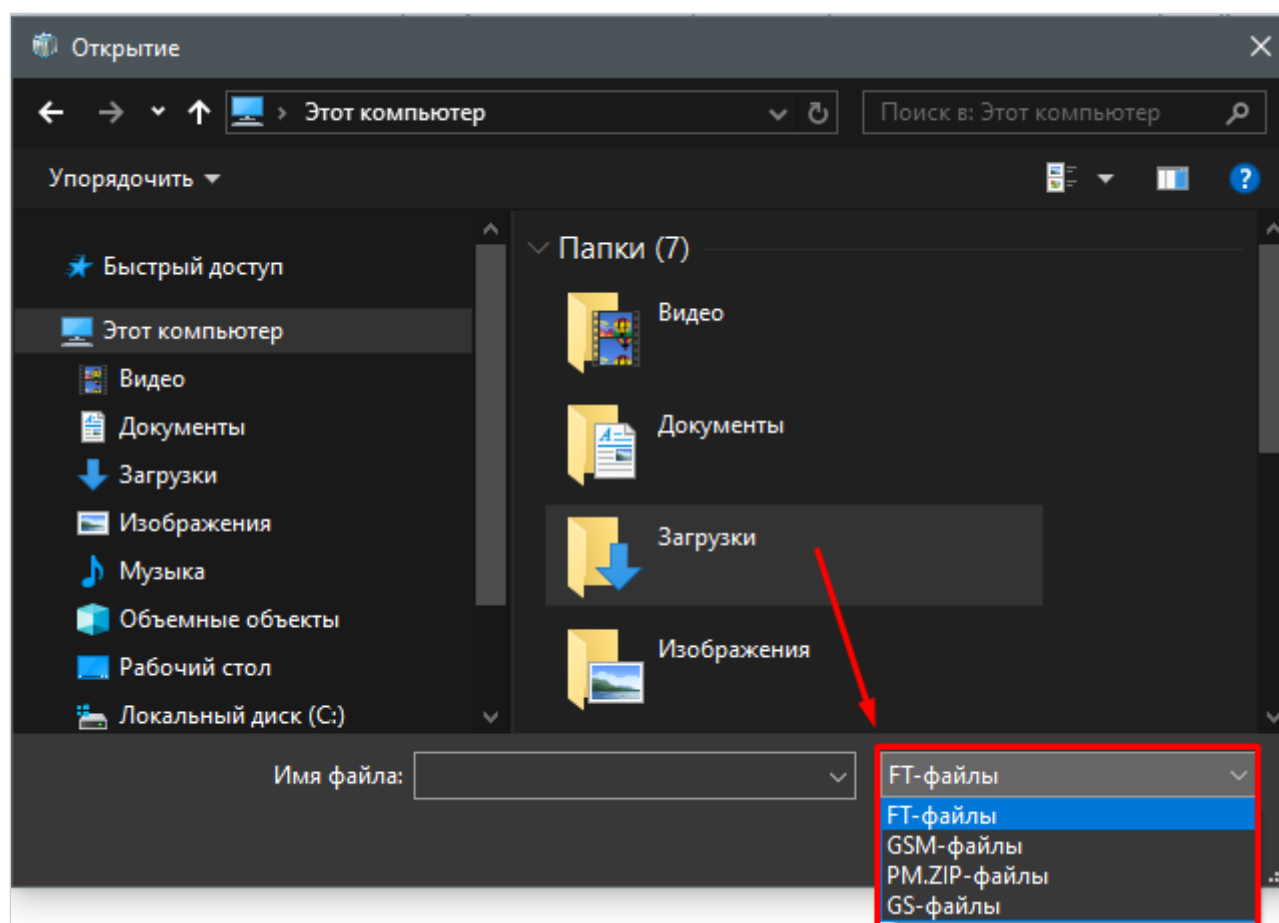 Открытие
Этот компьютер
Поиск в: Этот компьютер
Упорядочить
Быстрый доступ
Этот компьютер
Видео
Документы
Загрузки
Изображения
Музыка
Объемные объекты
Рабочий стол
Локальный диск (C:)
Папки (7)
Видео
Документы
Загрузки
Изображения
Имя файла:
FT-файлы
FT-файлы
GSM-файлы
PM.ZIP-файлы
GS-файлы